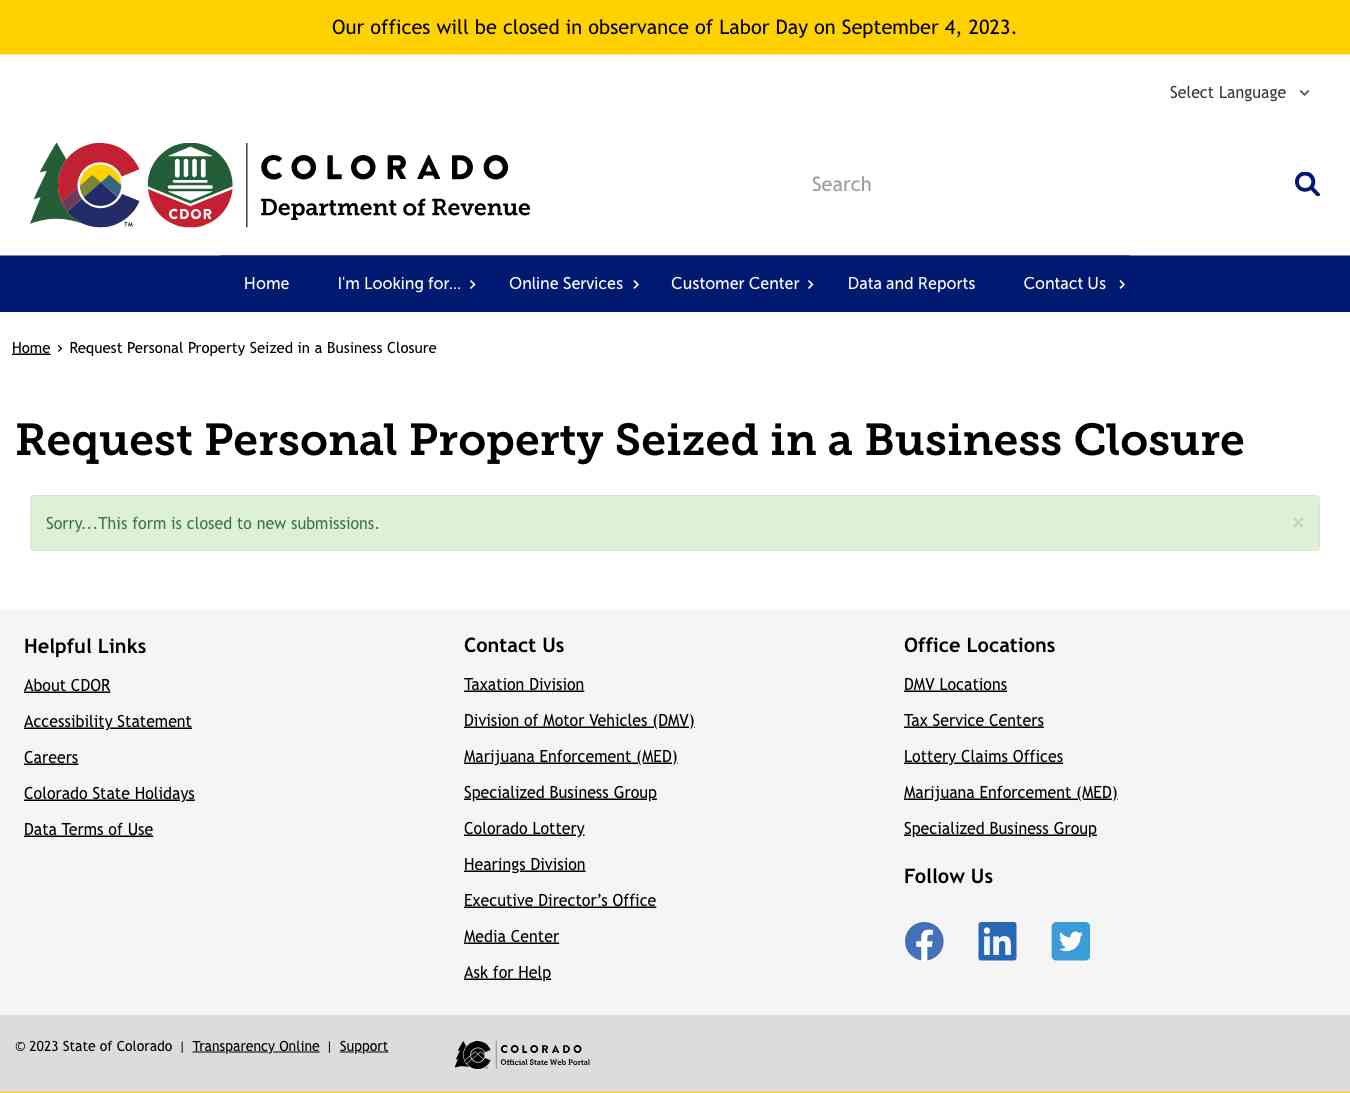 Our offices will be closed in observance of Labor Day on September 4, 2023.
Select Language
CDOR
TM
COLORADO
Department of Revenue
Search
Home
I'm Looking for...
Online Services
Customer Center
Data and Reports
Contact Us
Home › Request Personal Property Seized in a Business Closure
Request Personal Property Seized in a Business Closure
Sorry...This form is closed to new submissions.
×
Helpful Links
About CDOR
Accessibility Statement
Careers
Colorado State Holidays
Data Terms of Use
Contact Us
Taxation Division
Division of Motor Vehicles (DMV)
Marijuana Enforcement (MED)
Specialized Business Group
Colorado Lottery
Hearings Division
Executive Director’s Office
Media Center
Ask for Help
Office Locations
DMV Locations
Tax Service Centers
Lottery Claims Offices
Marijuana Enforcement (MED)
Specialized Business Group
Follow Us
© 2023 State of Colorado | Transparency Online | Support
COLORADO
Official State Web Portal